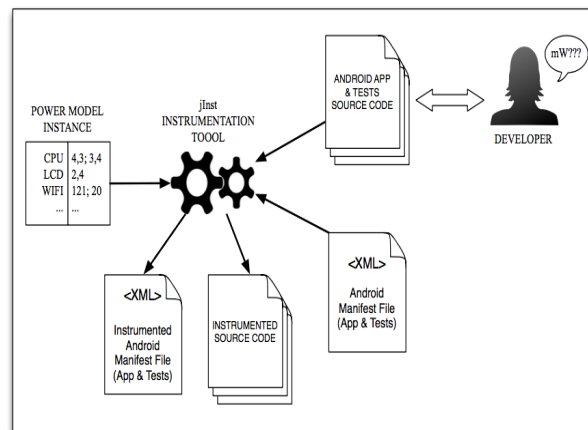 mW???
ANDROID APP
& TESTS
SOURCE CODE
DEVELOPER
jInst
INSTRUMENTATION
TOOOL
POWER MODEL
INSTANCE
CPU 4,3; 3,4
LCD 2,4
WIFI 121; 20
... ...
<XML>
Instrumented
Android
Manifest File
(App & Tests)
INSTRUMENTED
SOURCE CODE
<XML>
Android
Manifest File
(App & Tests)